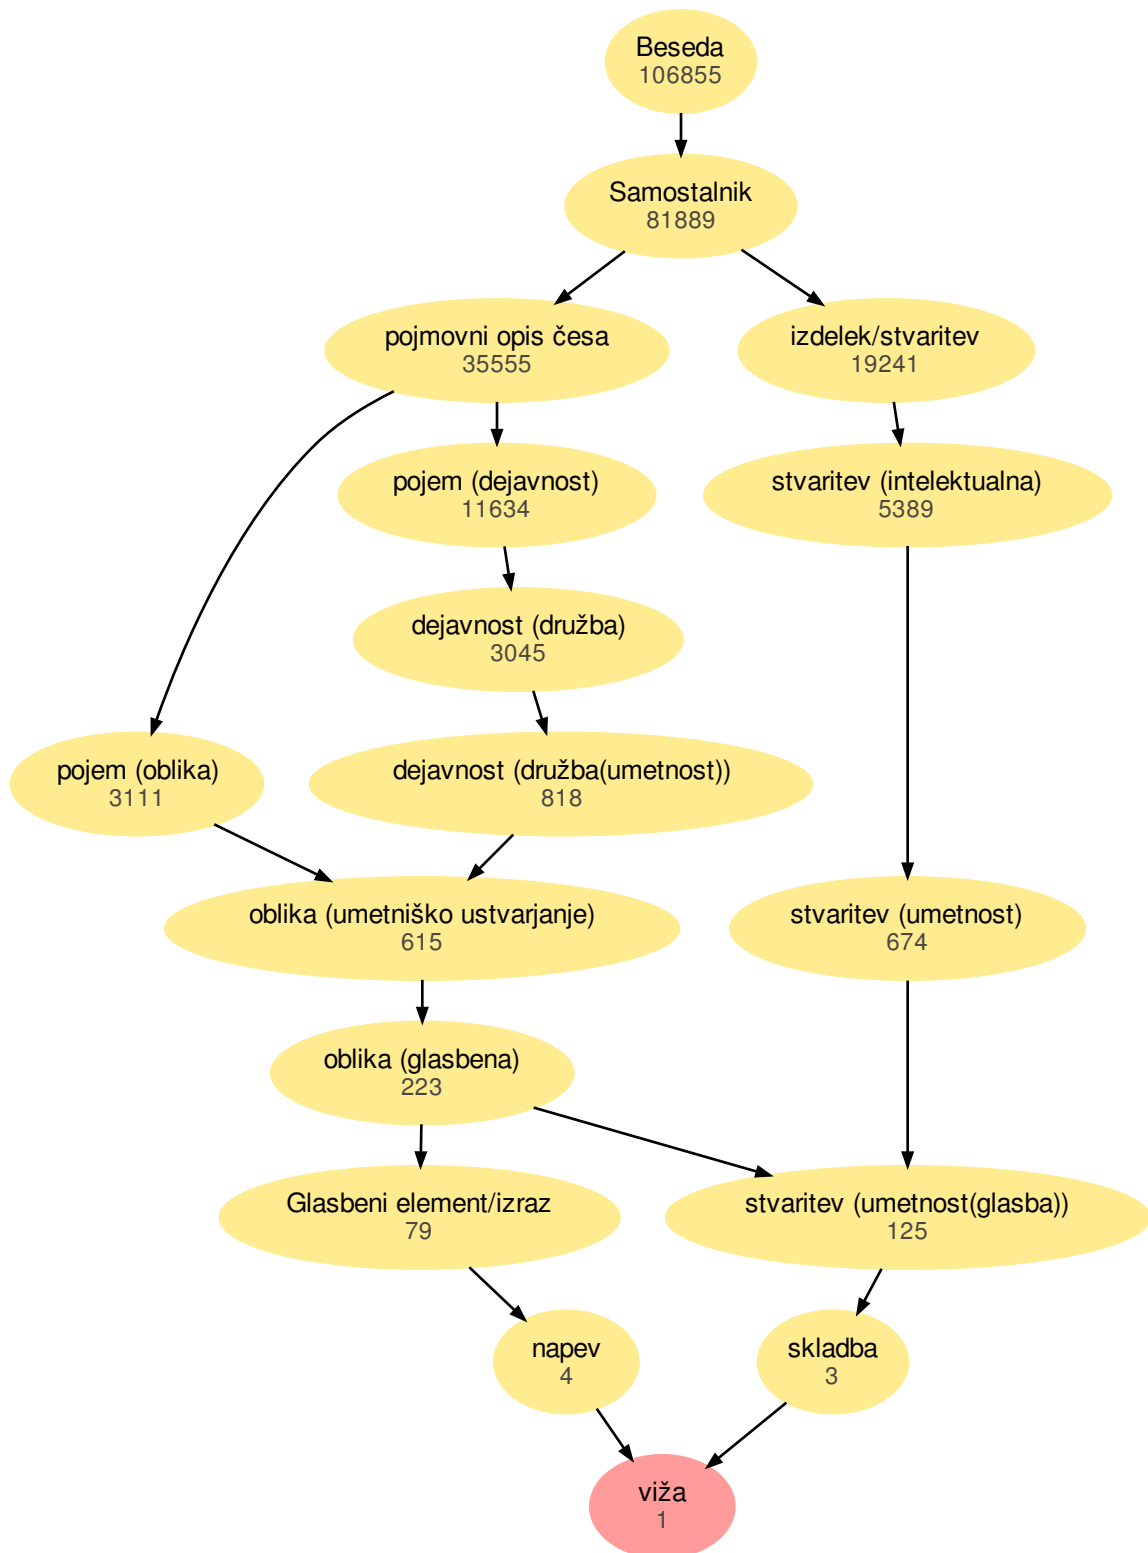 Beseda
106855
Samostalnik
81889
pojmovni opis česa
35555
izdelek/stvaritev
19241
pojem (dejavnost)
11634
stvaritev (intelektualna)
5389
dejavnost (družba)
3045
pojem (oblika)
3111
dejavnost (družba(umetnost))
818
oblika (umetniško ustvarjanje)
615
stvaritev (umetnost)
674
oblika (glasbena)
223
Glasbeni element/izraz
79
stvaritev (umetnost(glasba))
125
napev
4
skladba
3
viža
1